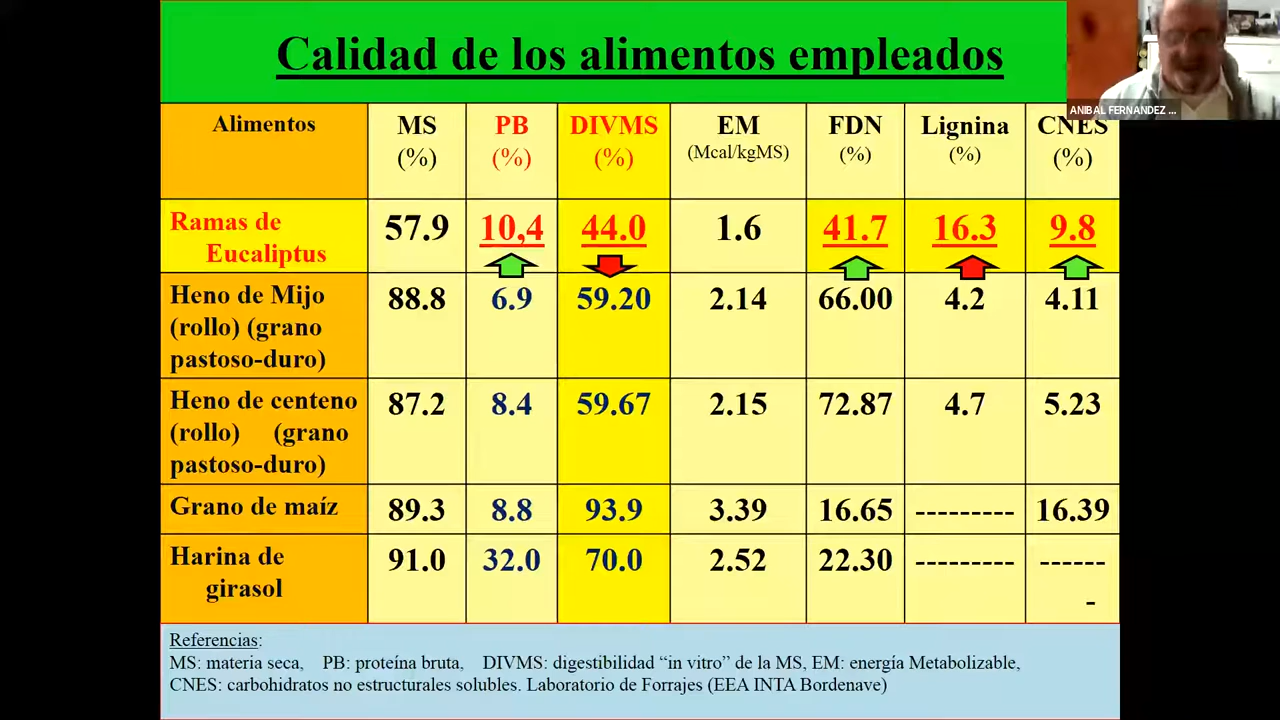 Calidad de los alimentos empleados
ANIBAL FERNANDEZ ...
Alimentos MS PB DIVMS EM FDN Lignina CNES
(%) (%) (%) (Mcal/kgMS) (%) (%) (%)
Ramas de
Eucaliptus 57.9 10,4 44.0 1.6 41.7 16.3 9.8
Heno de Mijo 88.8 6.9 59.20 2.14 66.00 4.2 4.11
(rollo) (grano
pastoso-duro)
Heno de centeno 87.2 8.4 59.67 2.15 72.87 4.7 5.23
(rollo) (grano
pastoso-duro)
Grano de maíz 89.3 8.8 93.9 3.39 16.65 --------- 16.39
Harina de 91.0 32.0 70.0 2.52 22.30 --------- ------
girasol -
Referencias:
MS: materia seca, PB: proteína bruta, DIVMS: digestibilidad “in vitro” de la MS, EM: energía Metabolizable,
CNES: carbohidratos no estructurales solubles. Laboratorio de Forrajes (EEA INTA Bordenave)